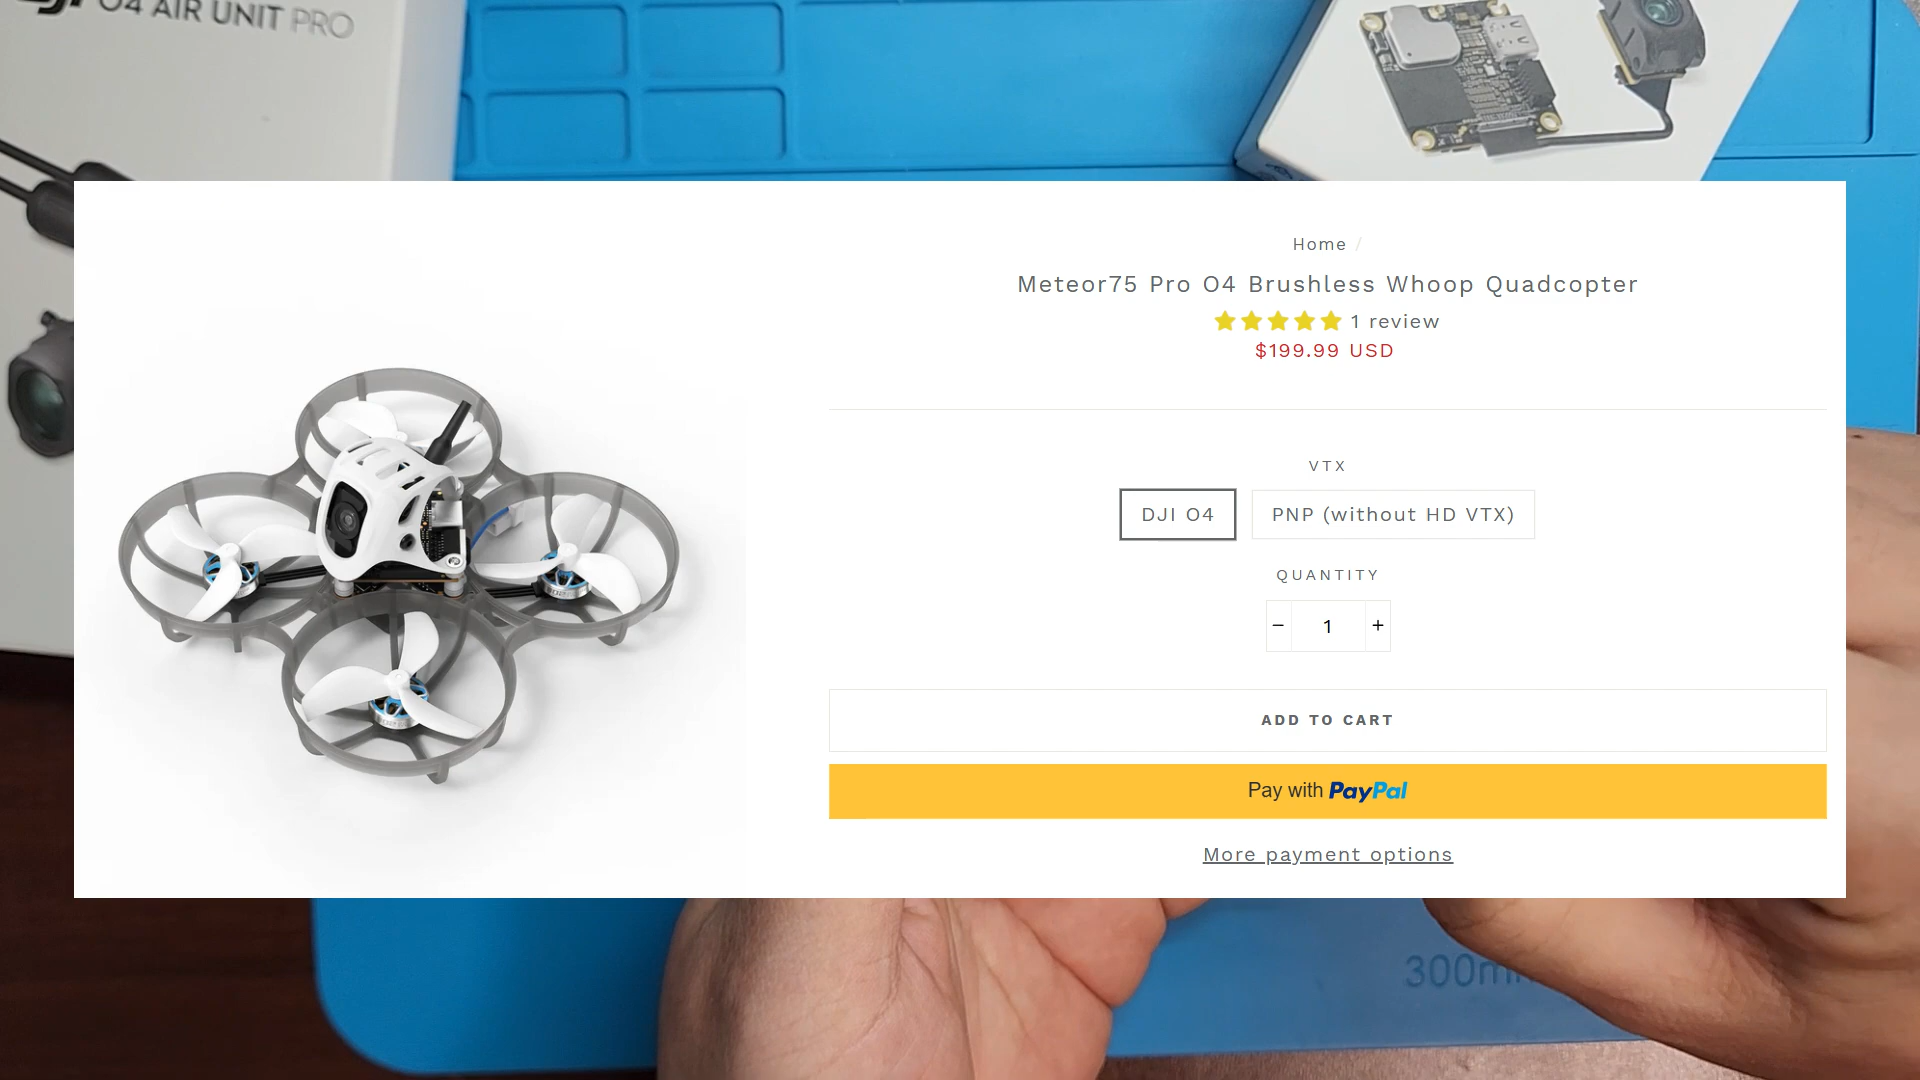 O4 AIR UNIT PRO
Home /
Meteor75 Pro O4 Brushless Whoop Quadcopter
1 review
$199.99 USD
VTX
DJI O4
PNP (without HD VTX)
QUANTITY
− 1 +
ADD TO CART
Pay with PayPal
More payment options